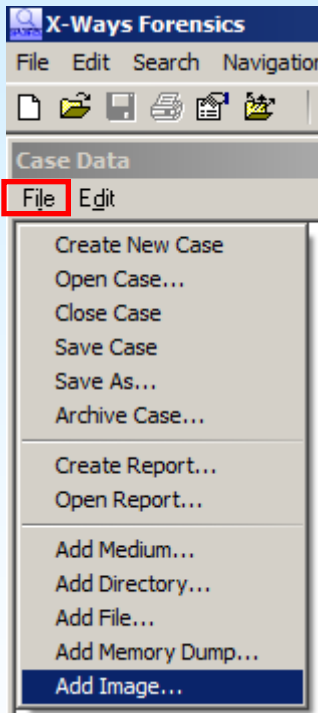 X-Ways Forensics
File Edit Search Navigation
Case Data
File Edit
Create New Case
Open Case...
Close Case
Save Case
Save As...
Archive Case...
Create Report...
Open Report...
Add Medium...
Add Directory...
Add File...
Add Memory Dump...
Add Image...